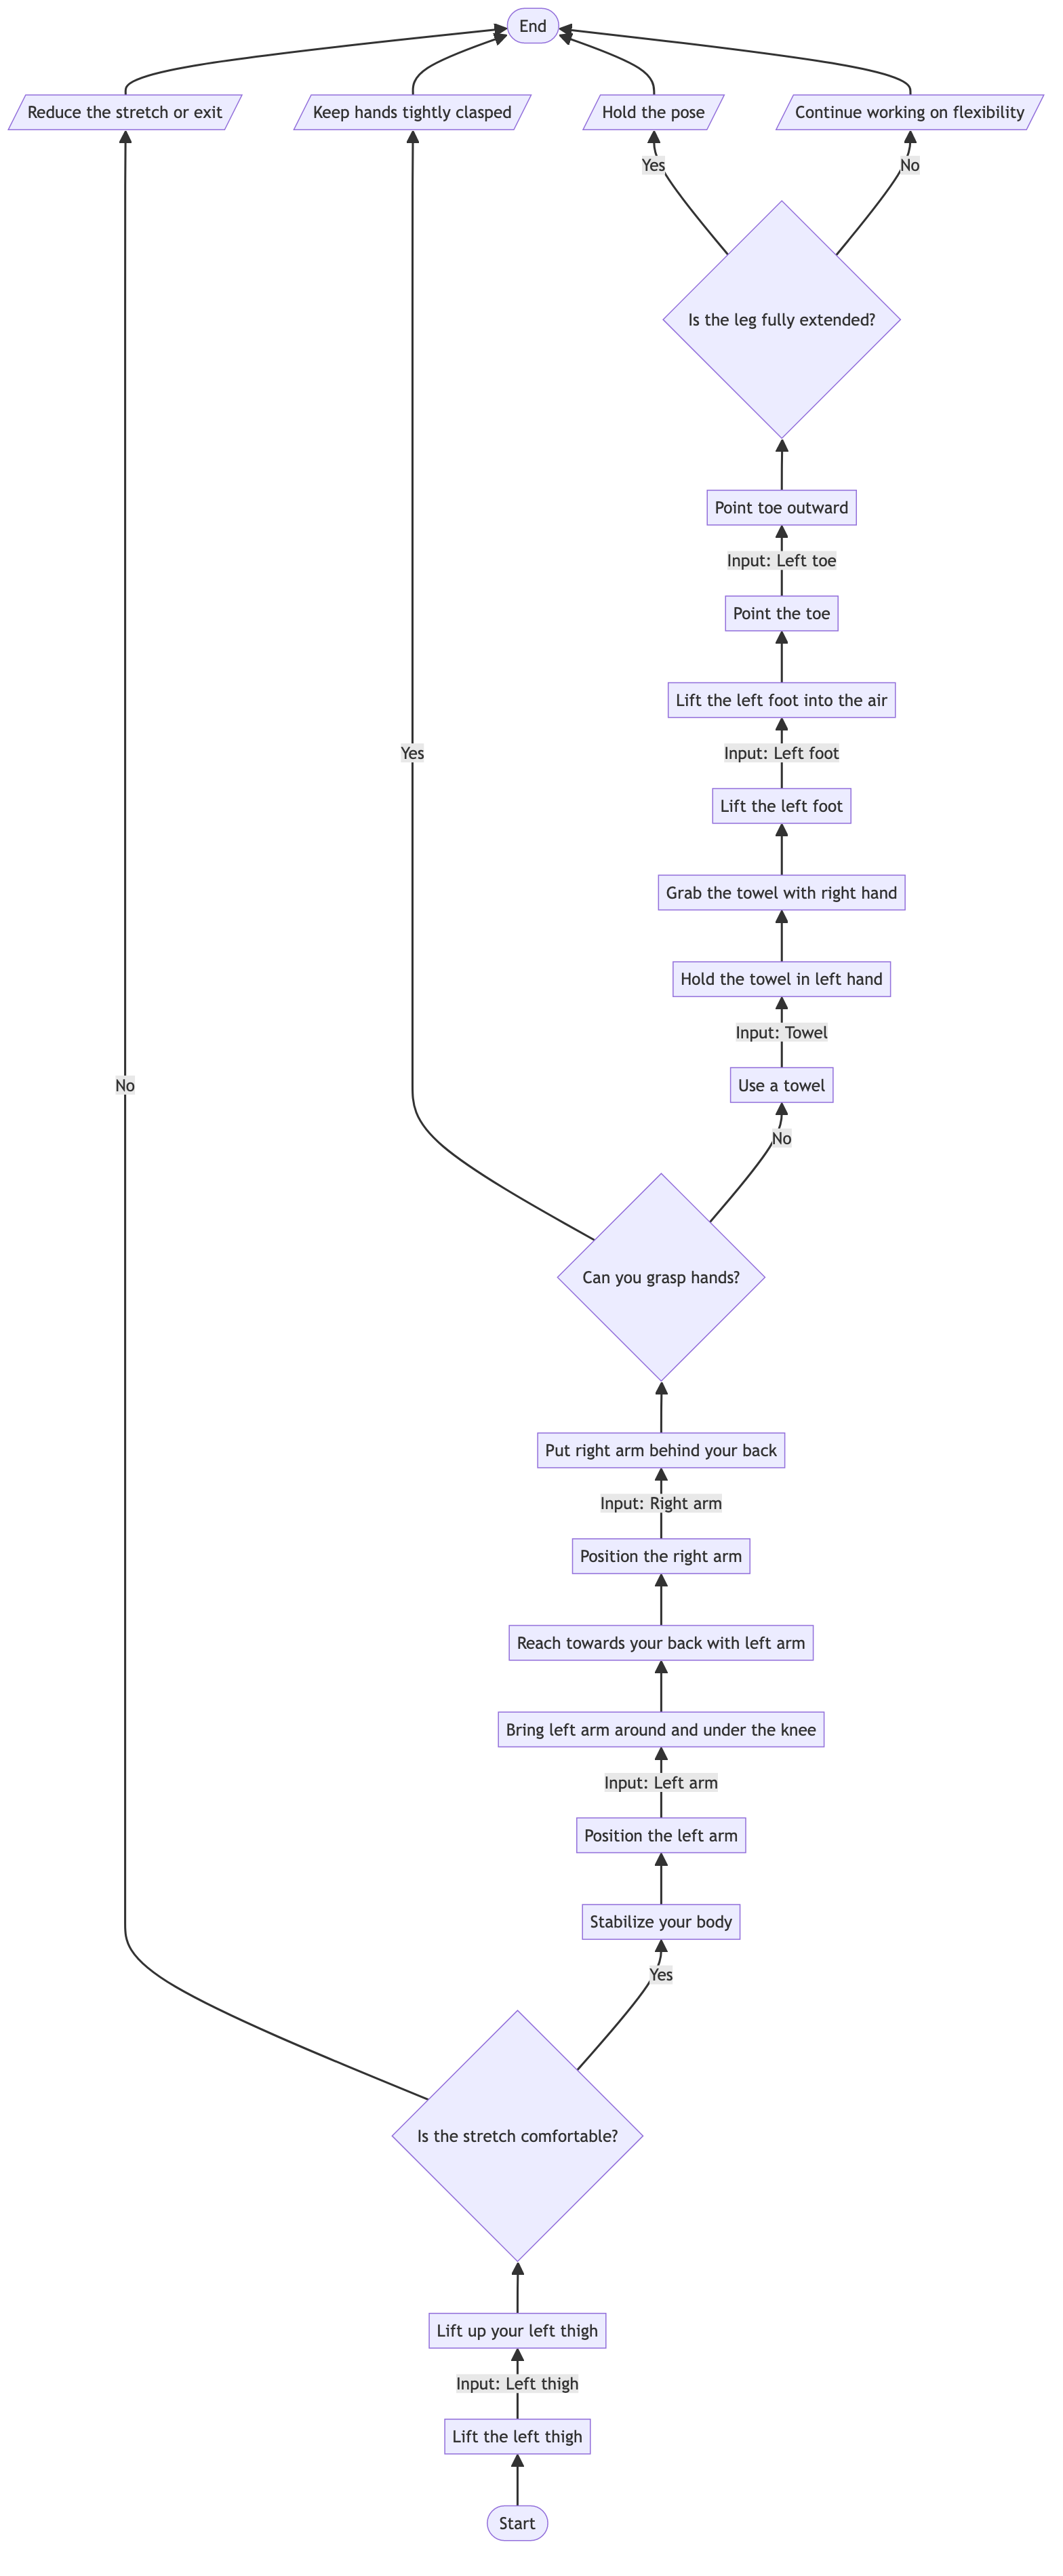 End
Reduce the stretch or exit
Keep hands tightly clasped
Hold the pose
Continue working on flexibility
Yes
No
Is the leg fully extended?
Point toe outward
Input: Left toe
Point the toe
Lift the left foot into the air
Yes
Input: Left foot
Lift the left foot
Grab the towel with right hand
Hold the towel in left hand
Input: Towel
No
Use a towel
No
Can you grasp hands?
Put right arm behind your back
Input: Right arm
Position the right arm
Reach towards your back with left arm
Bring left arm around and under the knee
Input: Left arm
Position the left arm
Stabilize your body
Yes
Is the stretch comfortable?
Lift up your left thigh
Input: Left thigh
Lift the left thigh
Start